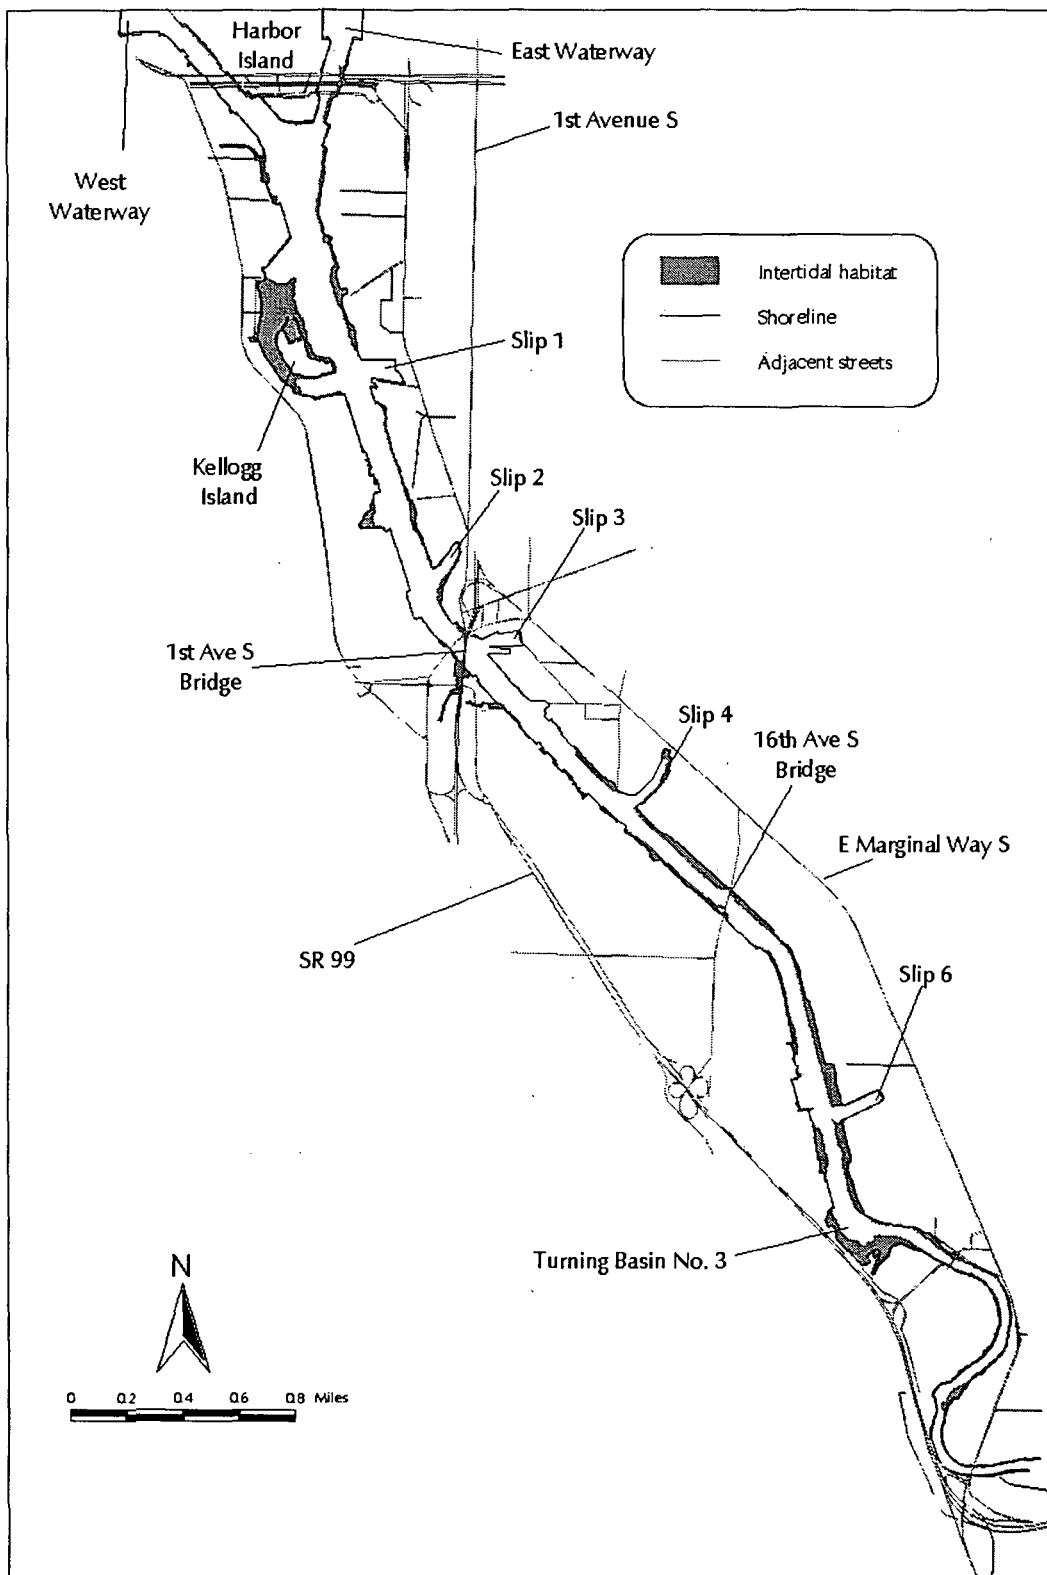 Harbor
Island
East Waterway
1st Avenue S
West
Waterway
Intertidal habitat
Shoreline
Adjacent streets
Slip 1
Kellogg
Island
Slip 2
Slip 3
1st Ave S
Bridge
Slip 4
16th Ave S
Bridge
E Marginal Way S
SR 99
Slip 6
Turning Basin No. 3
N
0 0.2 0.4 0.6 0.8 Miles